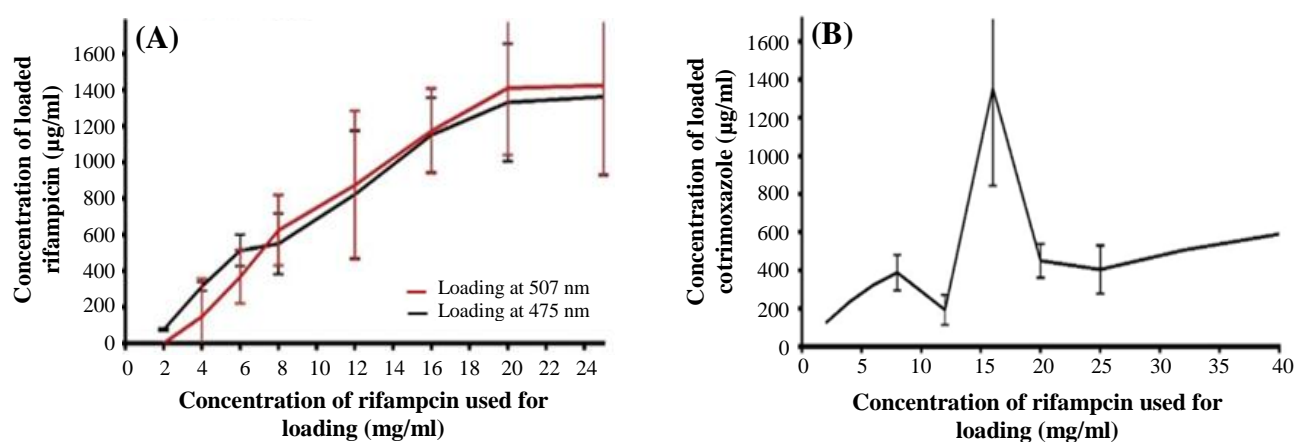 (A)
Concentration of loaded
rifampicin (µg/ml)
1600
1400
1200
1000
800
600
400
200
0
0 2 4 6 8 10 12 14 16 18 20 22 24
Loading at 507 nm
Loading at 475 nm
Concentration of rifampcin used for
loading (mg/ml)
(B)
Concentration of loaded
cotrimoxazole (µg/ml)
1600
1400
1200
1000
800
600
400
200
0
0 5 10 15 20 25 30 35 40
Concentration of rifampcin used for
loading (mg/ml)